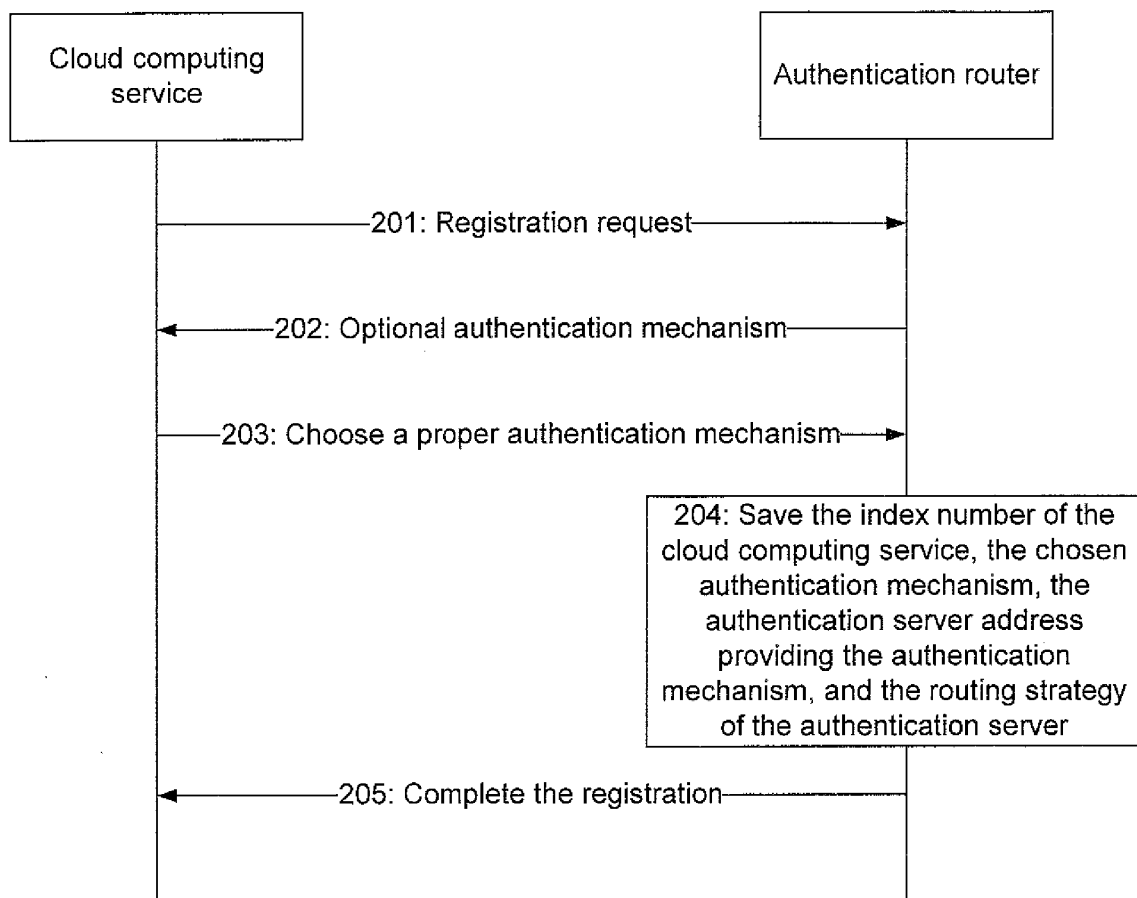 Cloud computing
service
Authentication router
201: Registration request
202: Optional authentication mechanism
203: Choose a proper authentication mechanism
204: Save the index number of the
cloud computing service, the chosen
authentication mechanism, the
authentication server address
providing the authentication
mechanism, and the routing strategy
of the authentication server
205: Complete the registration